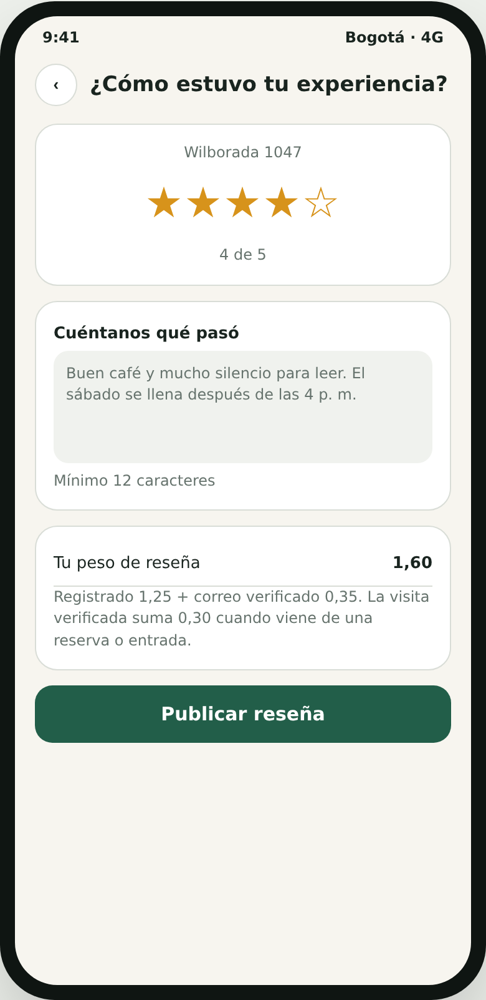 9:41
Bogotá · 4G
‹
¿Cómo estuvo tu experiencia?
Wilborada 1047
★★★★☆
4 de 5
Cuéntanos qué pasó
Buen café y mucho silencio para leer. El
sábado se llena después de las 4 p. m.
Mínimo 12 caracteres
Tu peso de reseña
1,60
Registrado 1,25 + correo verificado 0,35. La visita
verificada suma 0,30 cuando viene de una
reserva o entrada.
Publicar reseña